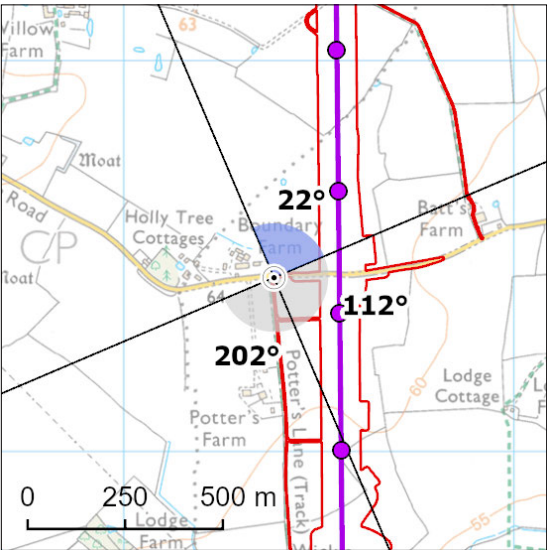 63
Willow
Farm
Moat
Road
Holly Tree
Cottages
22°
Boundary
Farm
Batt's
Farm
CP
Moat
64
112°
202°
Potter's Lane (Track)
60
Lodge
Cottage
Potter's
Farm
0 250 500 m
Lodge
Farm
55